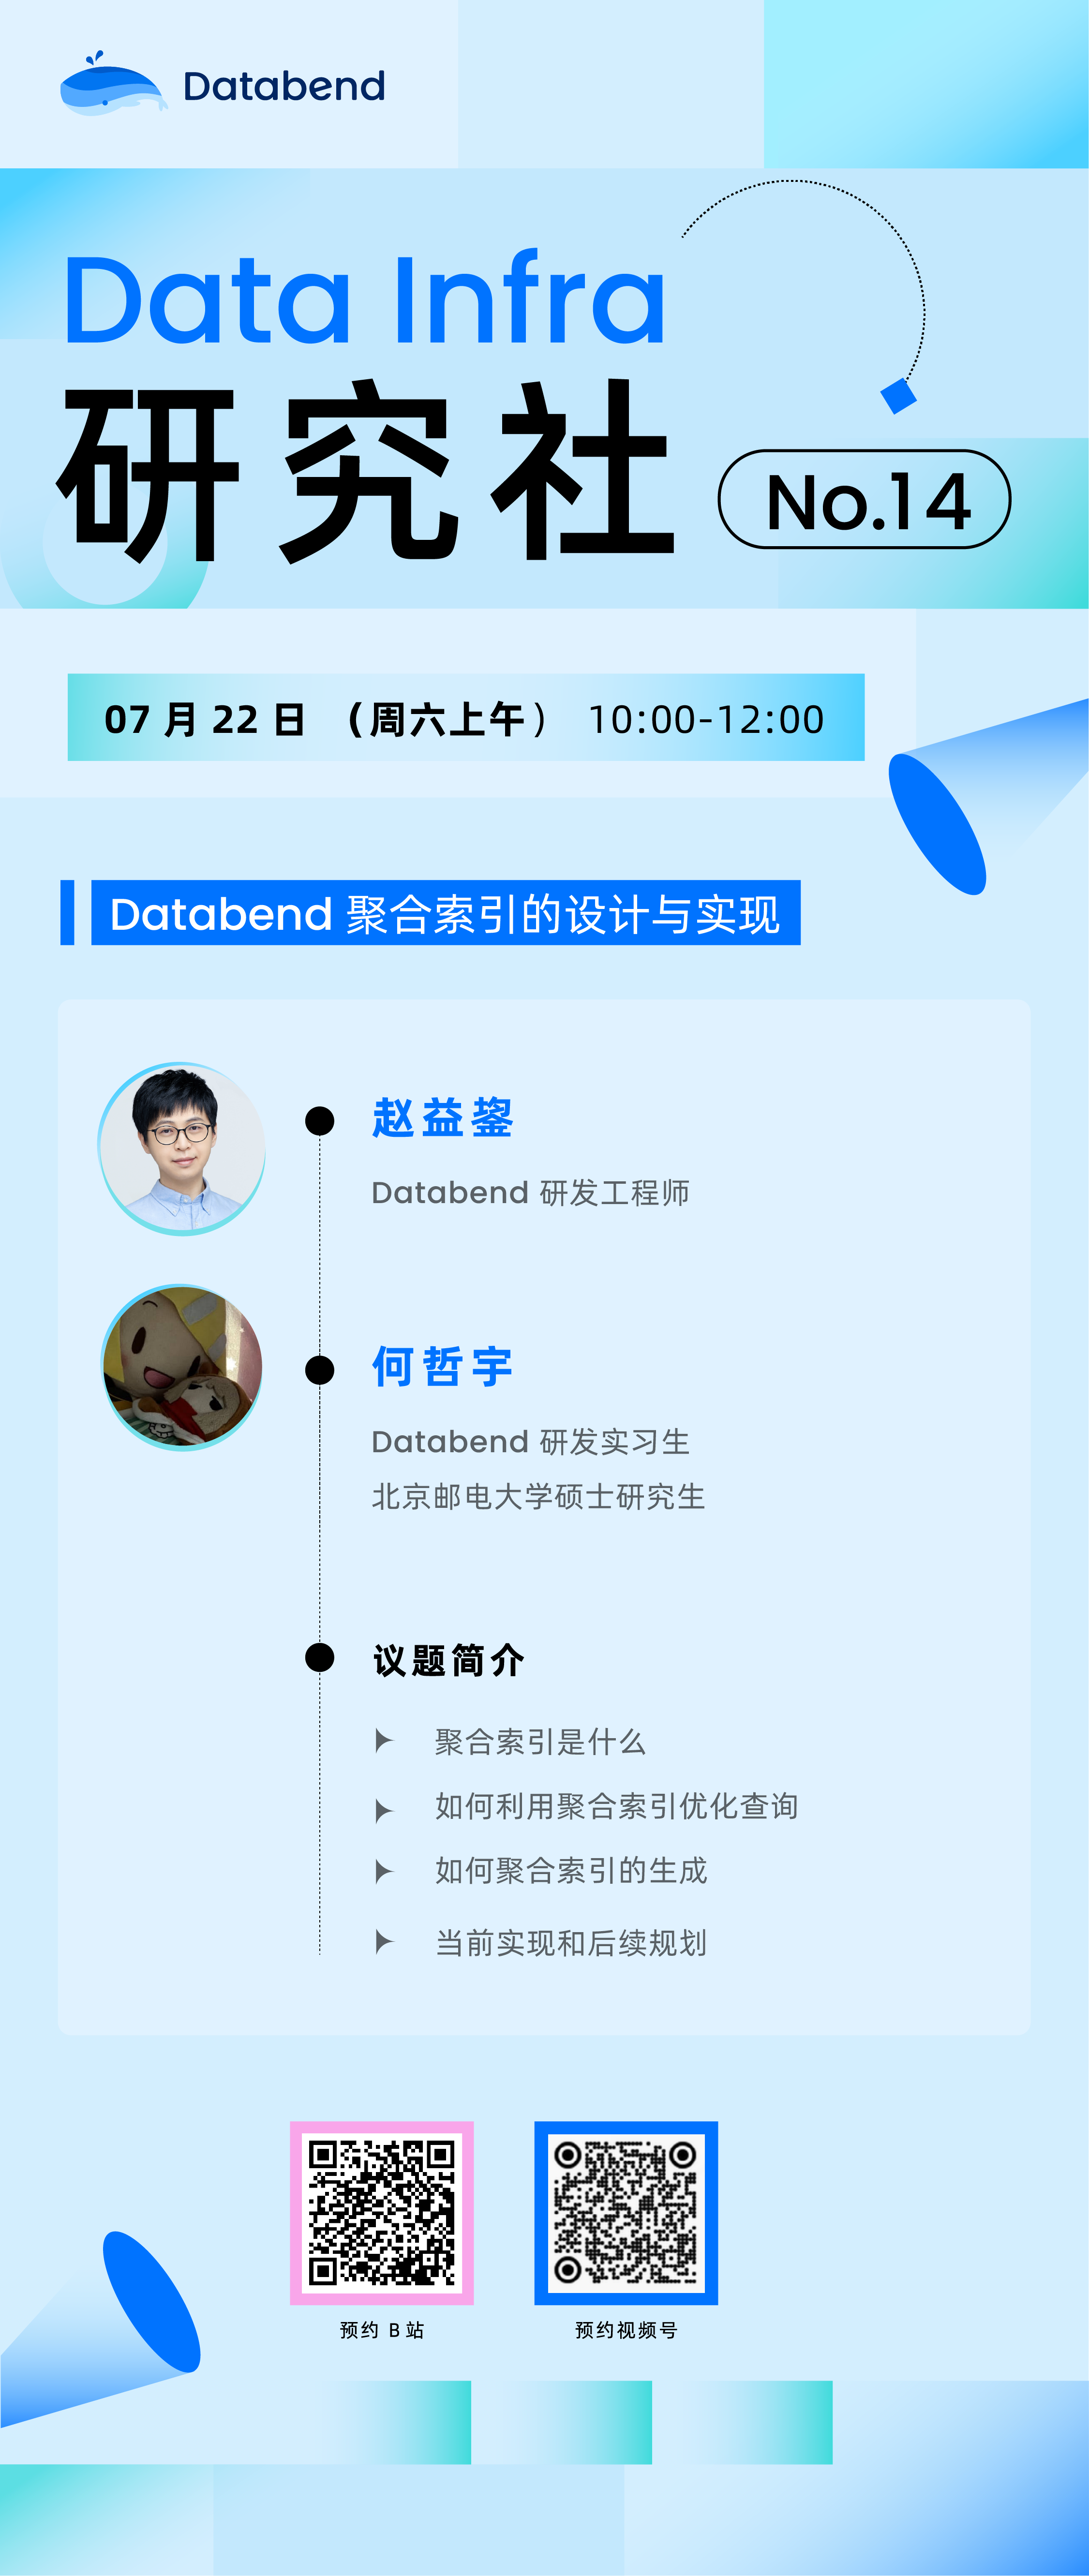 Databend
Data Infra
研究社
No.14
07 月 22 日 （周六上午） 10:00-12:00
Databend 聚合索引的设计与实现
赵益鋆
Databend 研发工程师
何哲宇
Databend 研发实习生
北京邮电大学硕士研究生
议题简介
聚合索引是什么
如何利用聚合索引优化查询
如何聚合索引的生成
当前实现和后续规划
预约 B 站
预约视频号